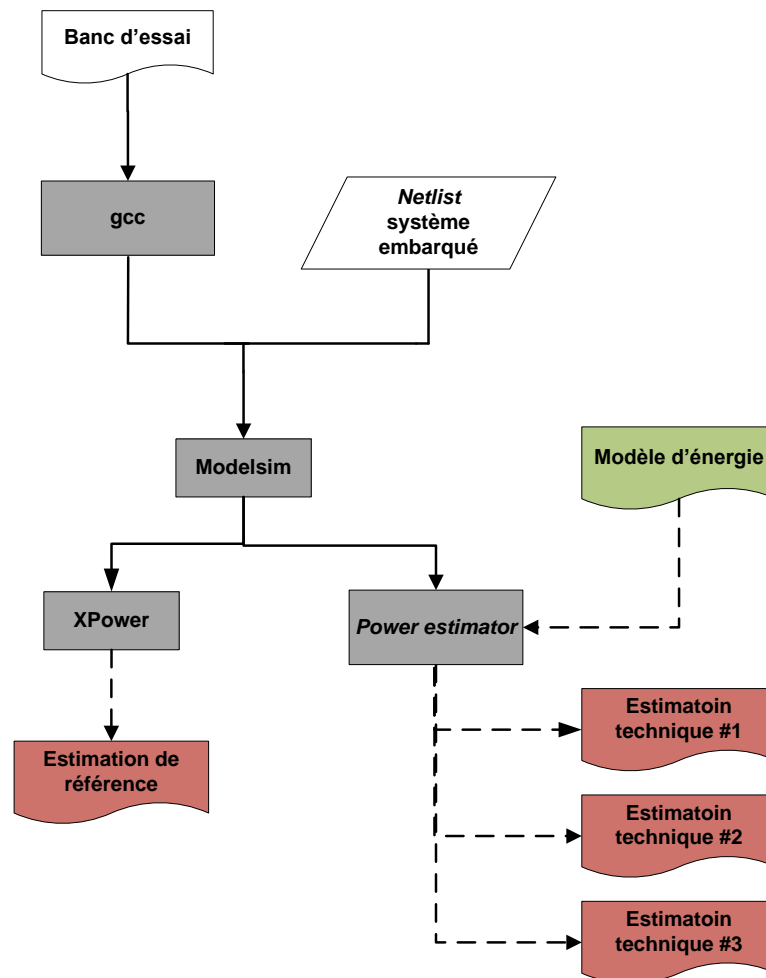 Banc d'essai
gcc
Netlist
système
embarqué
Modelsim
Modèle d'énergie
XPower
Power estimator
Estimation de
référence
Estimatoin
technique #1
Estimatoin
technique #2
Estimatoin
technique #3